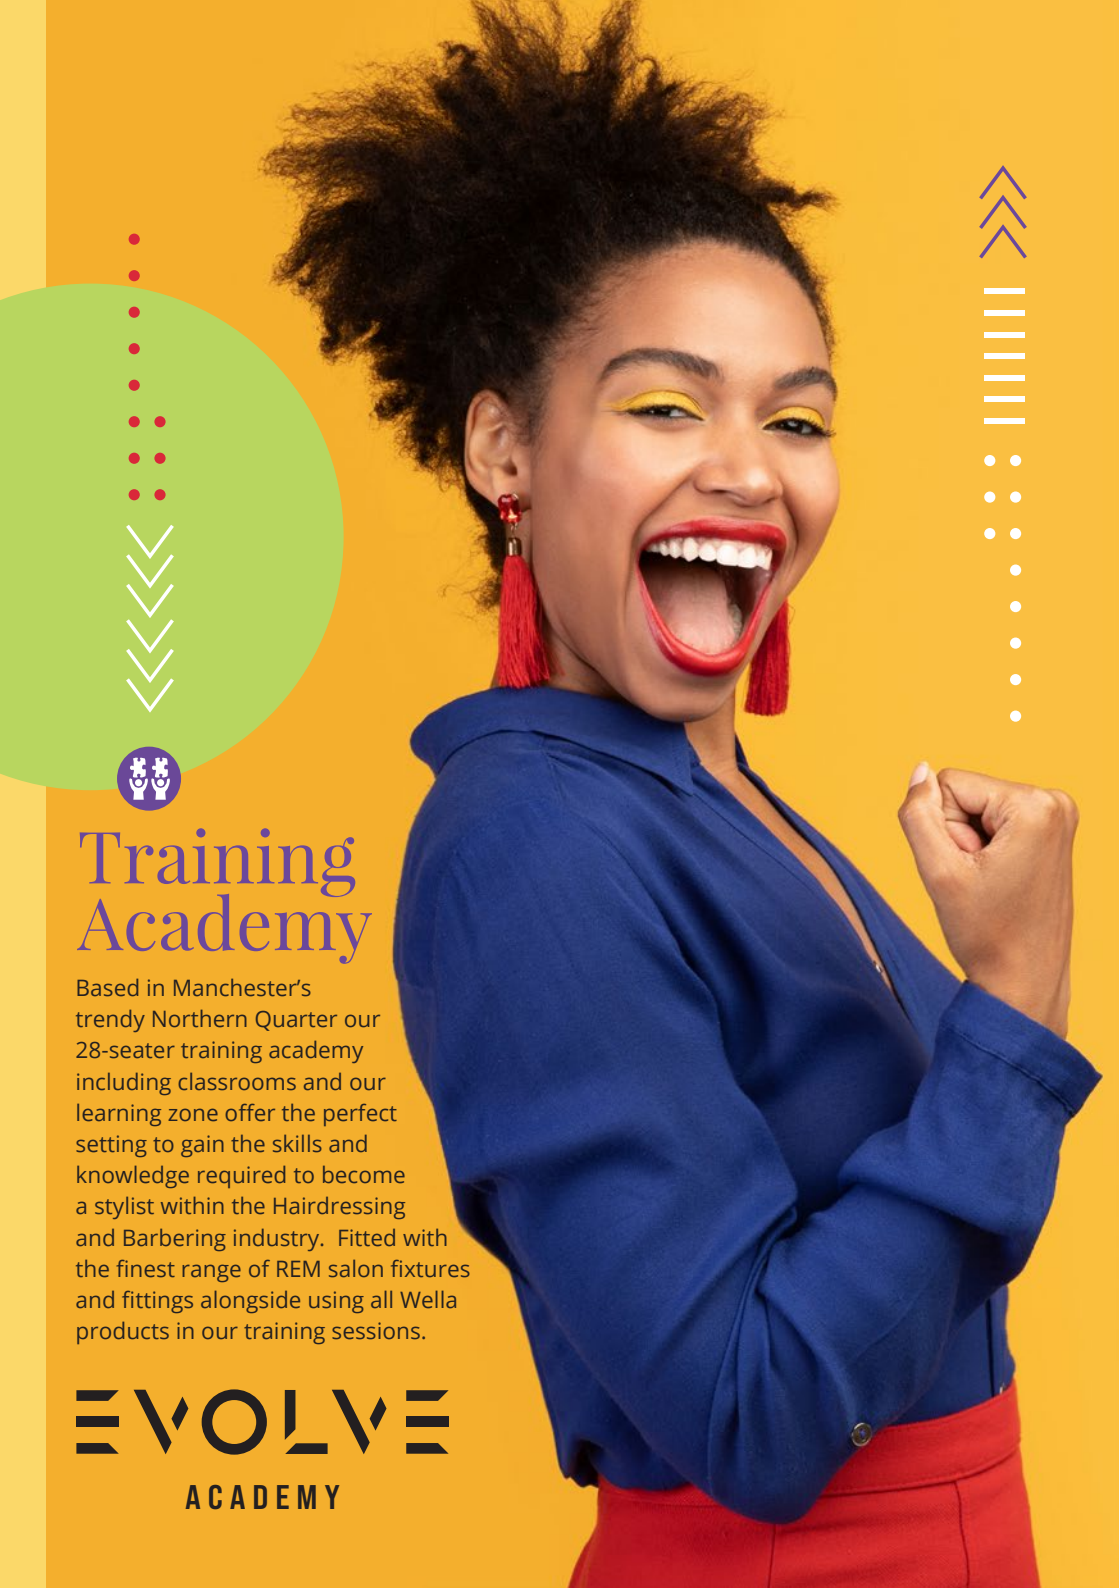 Training
Academy
Based in Manchester’s
trendy Northern Quarter our
28-seater training academy
including classrooms and our
learning zone offer the perfect
setting to gain the skills and
knowledge required to become
a stylist within the Hairdressing
and Barbering industry.  Fitted with
the finest range of REM salon fixtures
and fittings alongside using all Wella
products in our training sessions.
EVOLVE
ACADEMY